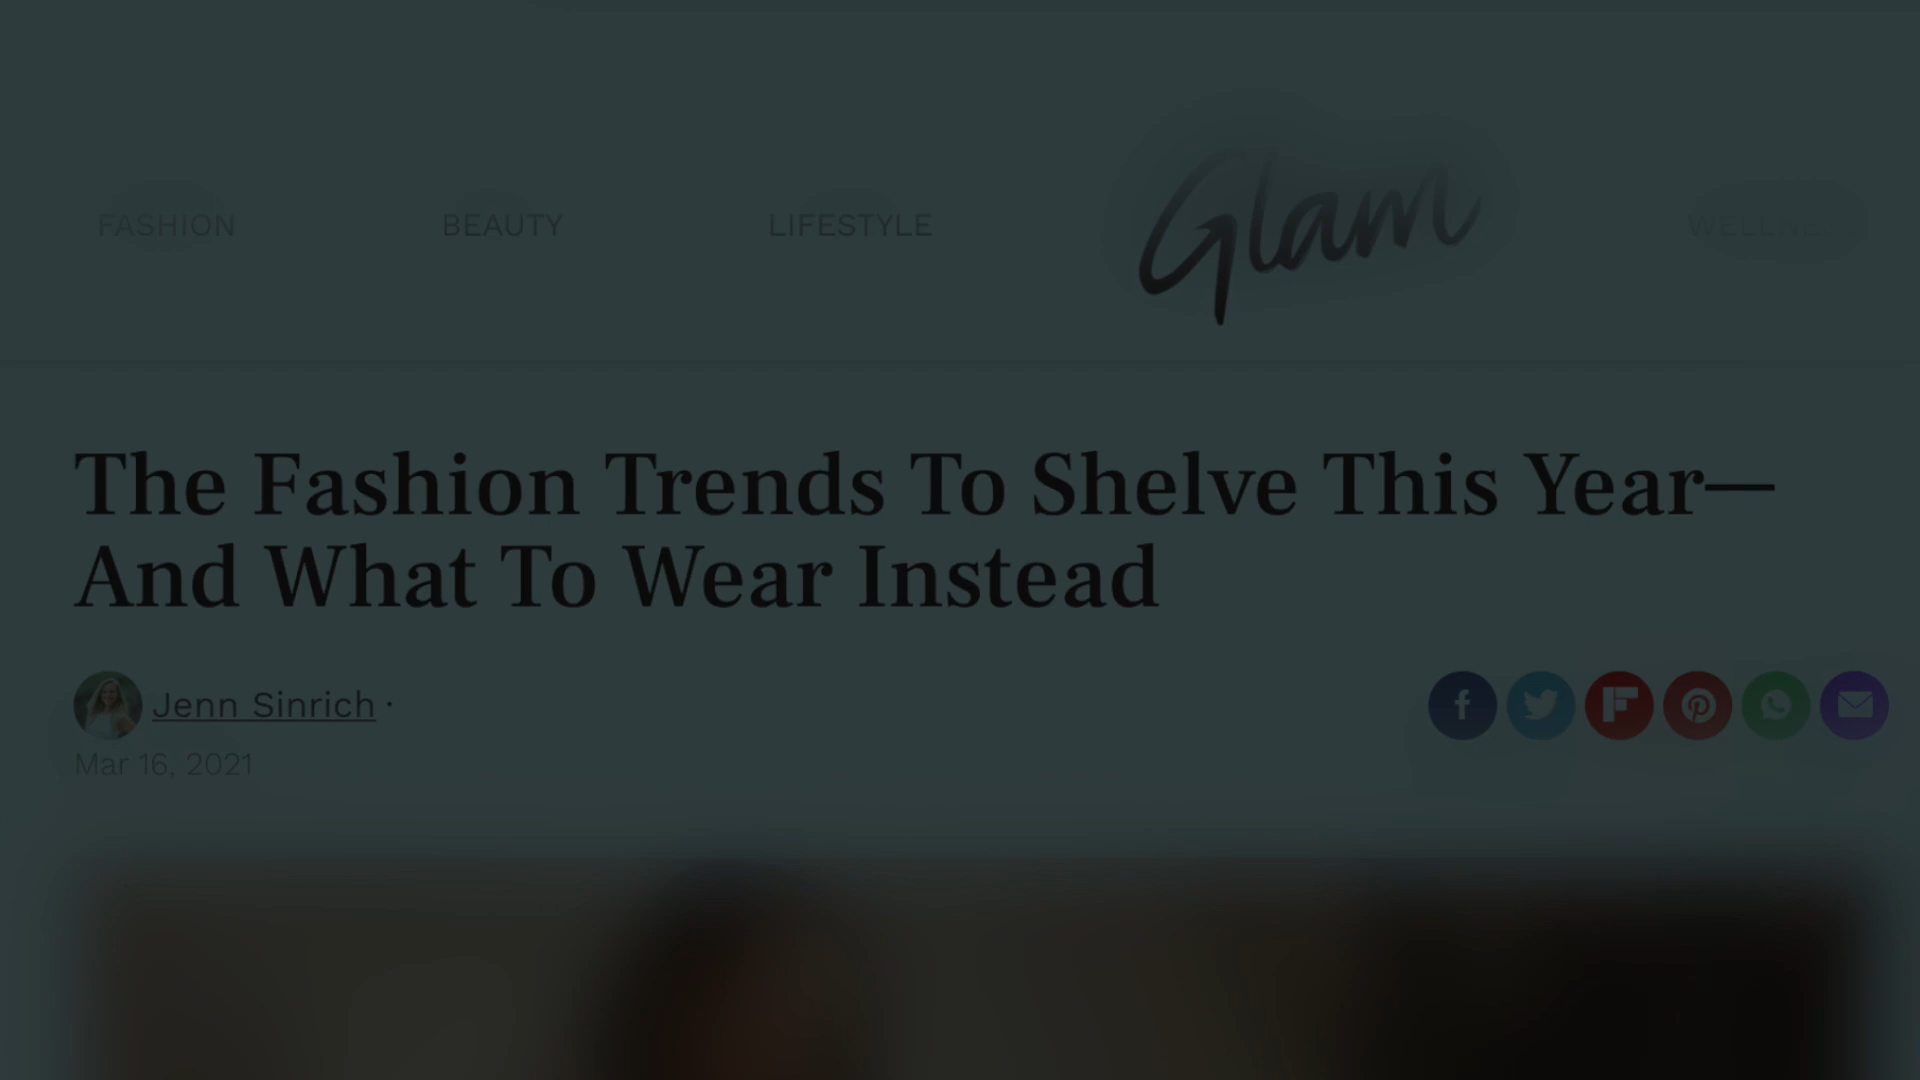 FASHION BEAUTY LIFESTYLE Glam WELLNESS
The Fashion Trends To Shelve This Year—
And What To Wear Instead
Jenn Sinrich ·
Mar 16, 2021